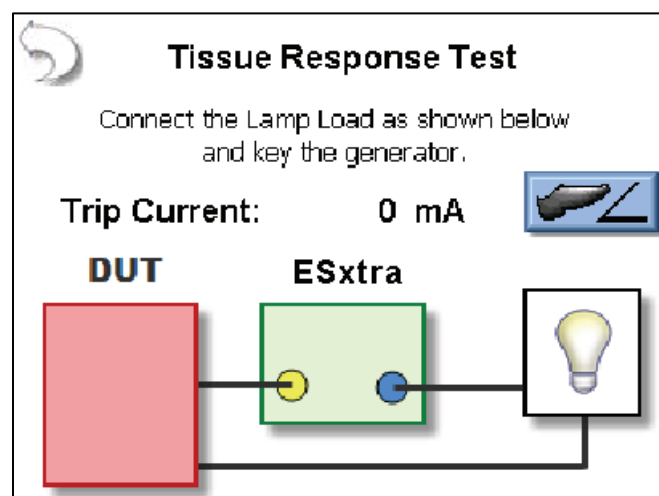 Tissue Response Test
Connect the Lamp Load as shown below
and key the generator.
Trip Current: 0 mA
DUT ESxtra